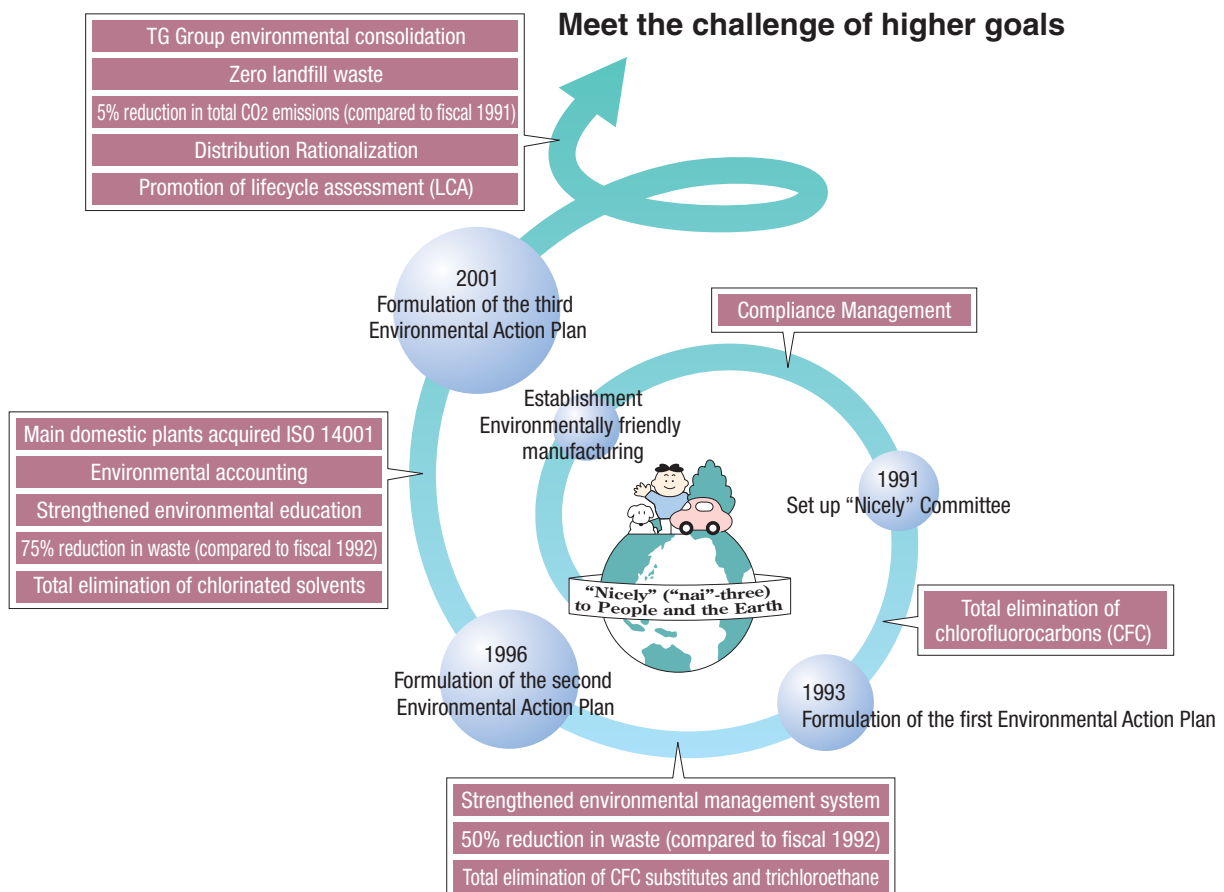 Meet the challenge of higher goals
TG Group environmental consolidation
Zero landfill waste
5% reduction in total CO2 emissions (compared to fiscal 1991)
Distribution Rationalization
Promotion of lifecycle assessment (LCA)
2001
Formulation of the third
Environmental Action Plan
Compliance Management
Establishment
Environmentally friendly
manufacturing
Main domestic plants acquired ISO 14001
Environmental accounting
Strengthened environmental education
75% reduction in waste (compared to fiscal 1992)
Total elimination of chlorinated solvents
1991
Set up “Nicely” Committee
“Nicely” (“nai”-three)
to People and the Earth
Total elimination of
chlorofluorocarbons (CFC)
1996
Formulation of the second
Environmental Action Plan
1993
Formulation of the first Environmental Action Plan
Strengthened environmental management system
50% reduction in waste (compared to fiscal 1992)
Total elimination of CFC substitutes and trichloroethane